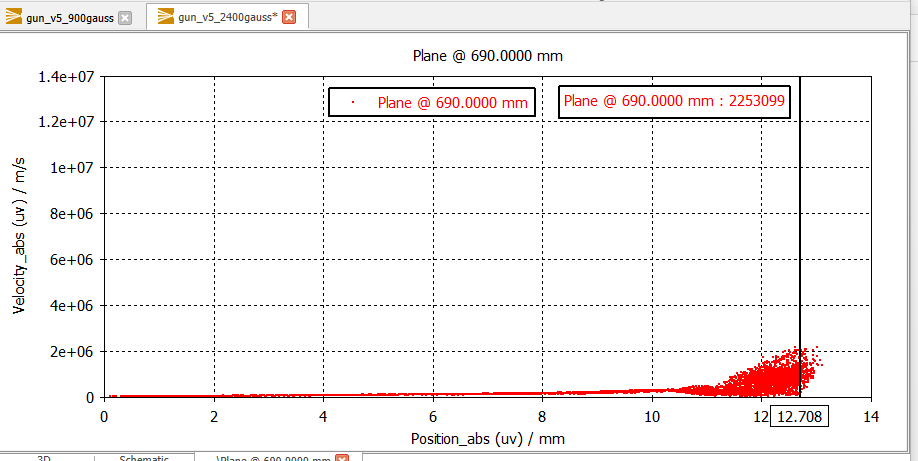 gun_v5_900gauss
gun_v5_2400gauss*
Plane @ 690.0000 mm
1.4e+07
1.2e+07
1e+07
8e+06
6e+06
4e+06
2e+06
0
Velocity_abs (uv) / m/s
Plane @ 690.0000 mm
Plane @ 690.0000 mm : 2253099
0 2 4 6 8 10 12 12.708 14
Position_abs (uv) / mm
3D Schematic \Plane @ 690.0000 mm